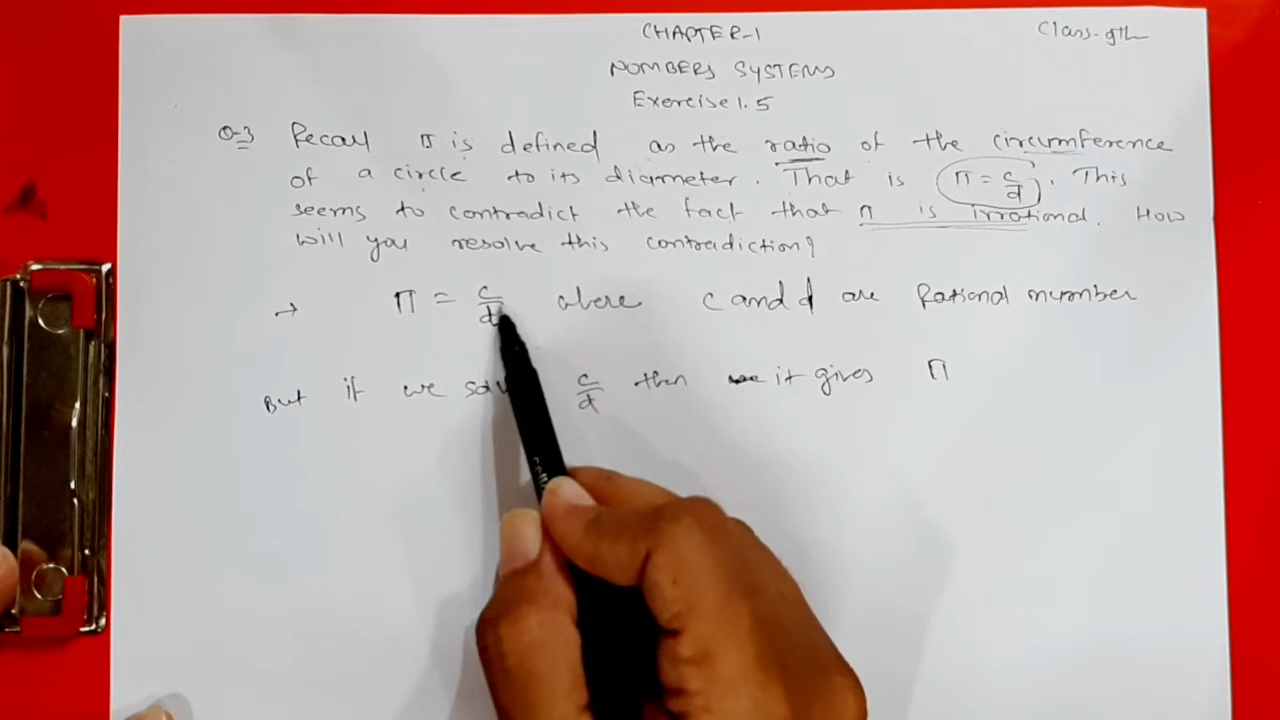 CHAPTER-1
Class-9th
NOMBERS SYSTEMS
Exercise 1.5
Q-3 Recall π is defined as the ratio of the circumference
of a circle to its diameter. That is π = c/d. This
seems to contradict the fact that π is irrational. How
will you resolve this contradiction?
→ π = c/d where c and d are Rational number
But if we solv c/d then it gives π